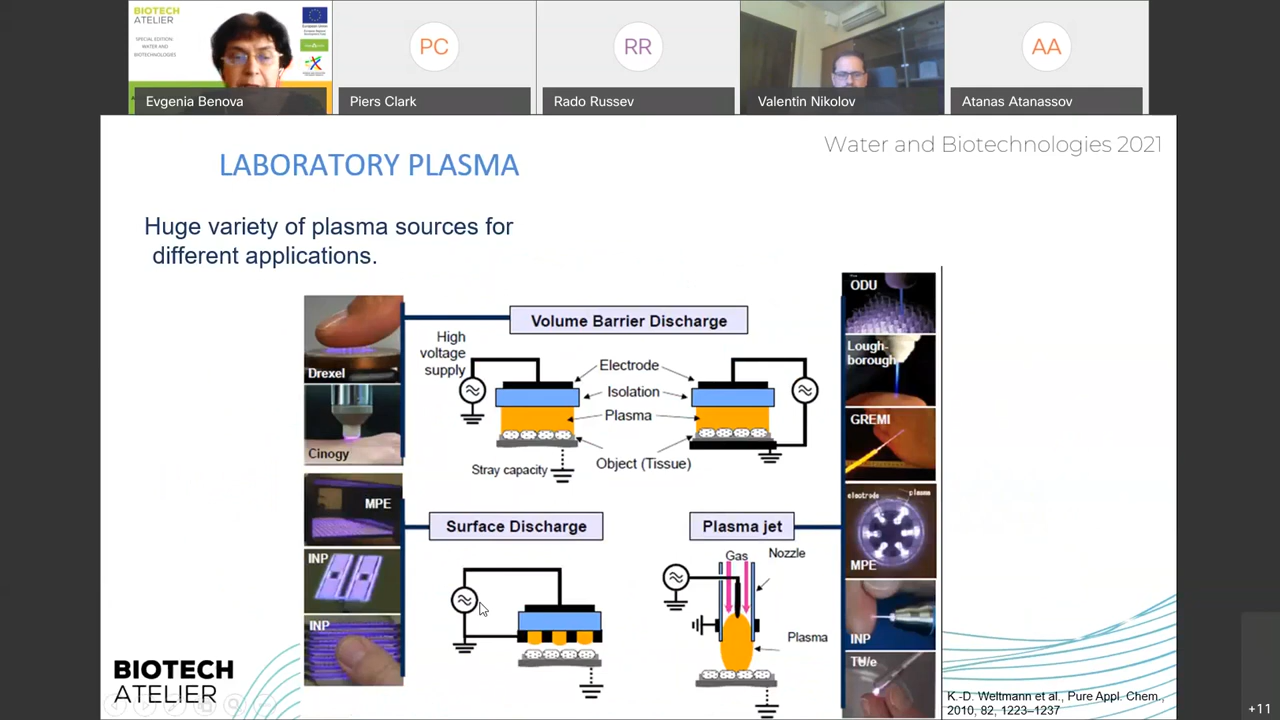 BIOTECH
ATELIER
SPECIAL EDITION:
WATER AND
BIOTECHNOLOGIES
Evgenia Benova
PC
Piers Clark
RR
Rado Russev
Valentin Nikolov
AA
Atanas Atanassov
Water and Biotechnologies 2021
LABORATORY PLASMA
Huge variety of plasma sources for
different applications.
Drexel
Cinogy
MPE
INP
INP
Volume Barrier Discharge
High
voltage
supply
Electrode
Isolation
Plasma
Object (Tissue)
Stray capacity
Surface Discharge
Plasma jet
Gas
Nozzle
Plasma
ODU
Lough-
borough
GREMI
electrode
plasma
MPE
INP
TU/e
BIOTECH
ATELIER
K.-D. Weltmann et al., Pure Appl. Chem.,
2010, 82, 1223–1237
+11